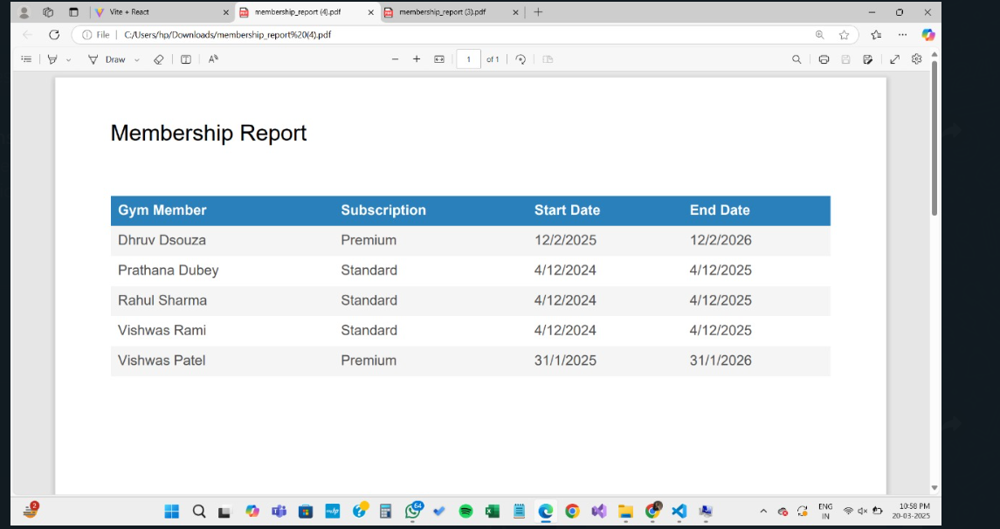 Vite + React
membership_report (4).pdf
membership_report (3).pdf
File | C:/Users/hp/Downloads/membership_report%20(4).pdf
Draw
1 of 1
Membership Report
Gym Member Subscription Start Date End Date
Dhruv Dsouza Premium 12/2/2025 12/2/2026
Prathana Dubey Standard 4/12/2024 4/12/2025
Rahul Sharma Standard 4/12/2024 4/12/2025
Vishwas Rami Standard 4/12/2024 4/12/2025
Vishwas Patel Premium 31/1/2025 31/1/2026
2
64
ENG
IN
10:58 PM
20-03-2025